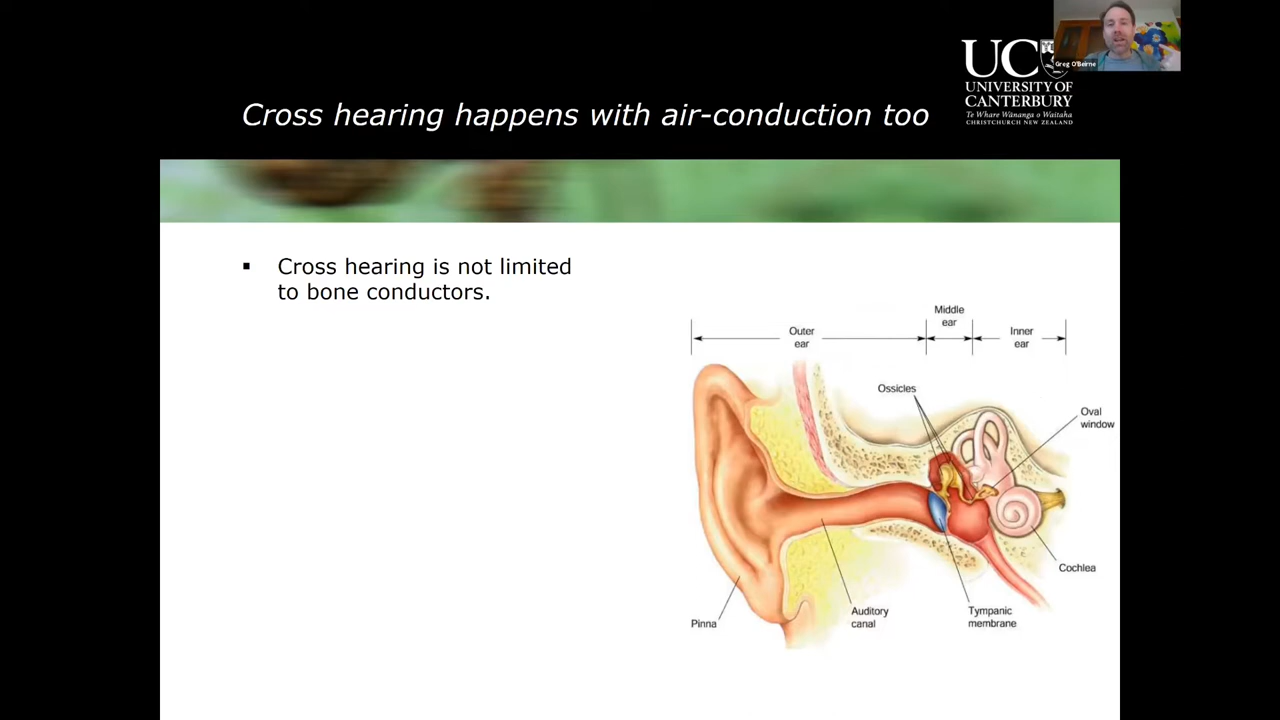 Greg O'Beirne
UC
UNIVERSITY OF
CANTERBURY
Te Whare Wānanga o Waitaha
CHRISTCHURCH NEW ZEALAND
Cross hearing happens with air-conduction too
▪ Cross hearing is not limited
to bone conductors.
Middle
ear
Outer
ear
Inner
ear
Ossicles
Oval
window
Cochlea
Auditory
canal
Tympanic
membrane
Pinna